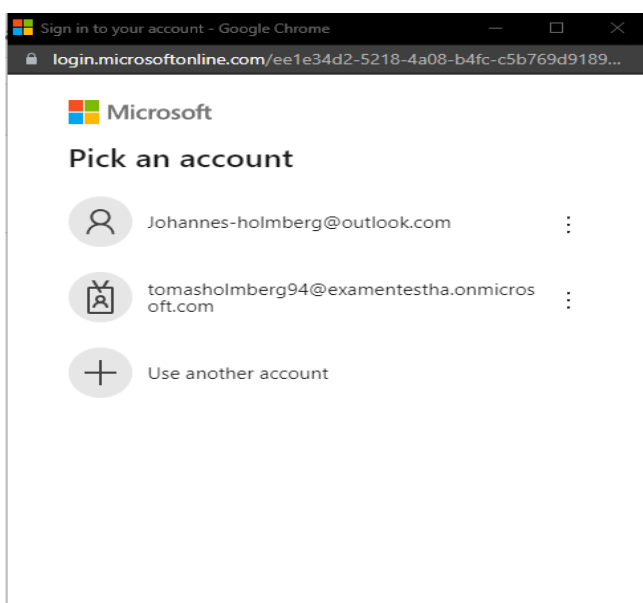 Sign in to your account - Google Chrome
login.microsoftonline.com/ee1e34d2-5218-4a08-b4fc-c5b769d9189...
Microsoft
Pick an account
Johannes-holmberg@outlook.com
tomasholmberg94@examentestha.onmicros
oft.com
Use another account